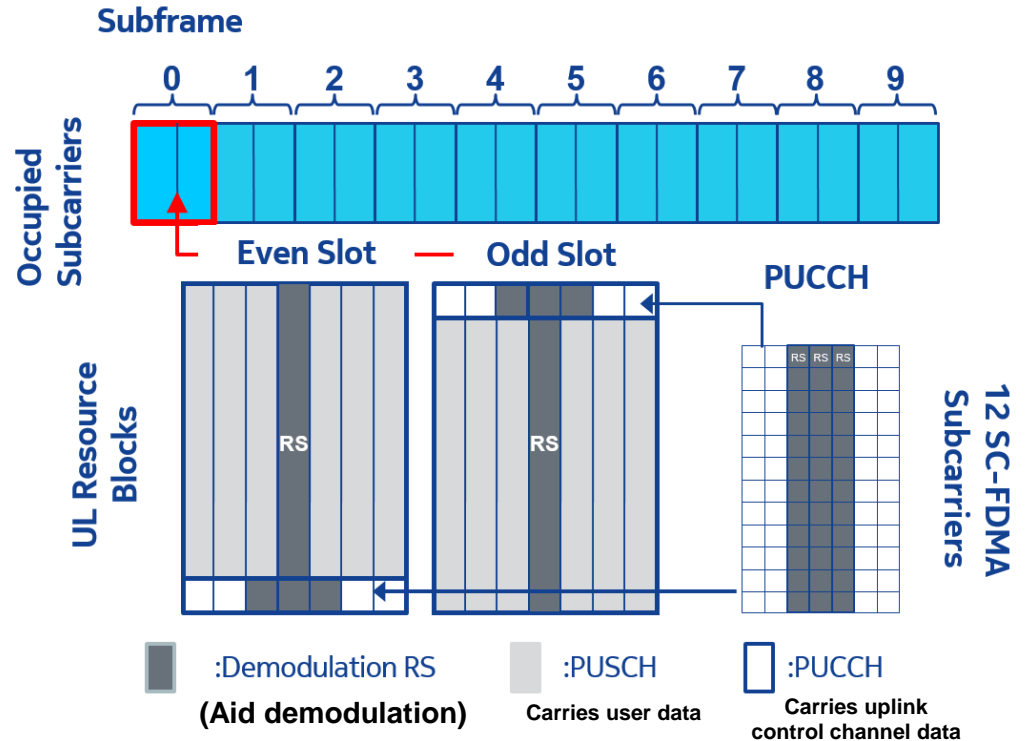 Subframe
0 1 2 3 4 5 6 7 8 9
Occupied
Subcarriers
Even Slot
Odd Slot
PUCCH
UL Resource
Blocks
RS
RS
RS RS RS
12 SC-FDMA
Subcarriers
:Demodulation RS
(Aid demodulation)
:PUSCH
Carries user data
:PUCCH
Carries uplink
control channel data